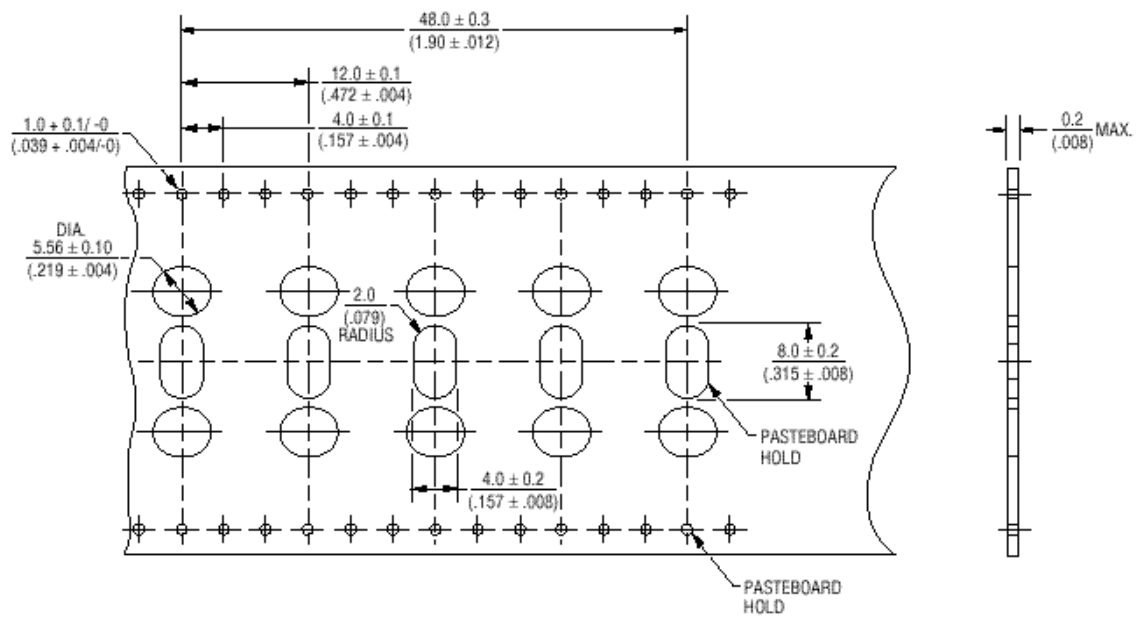 48.0 ± 0.3
(1.90 ± .012)
12.0 ± 0.1
(.472 ± .004)
1.0 + 0.1/ -0
(.039 + .004/-0)
4.0 ± 0.1
(.157 ± .004)
0.2
(.008)
MAX.
DIA.
5.56 ± 0.10
(.219 ± .004)
2.0
(.079)
RADIUS
8.0 ± 0.2
(.315 ± .008)
PASTEBOARD
HOLD
4.0 ± 0.2
(.157 ± .008)
PASTEBOARD
HOLD